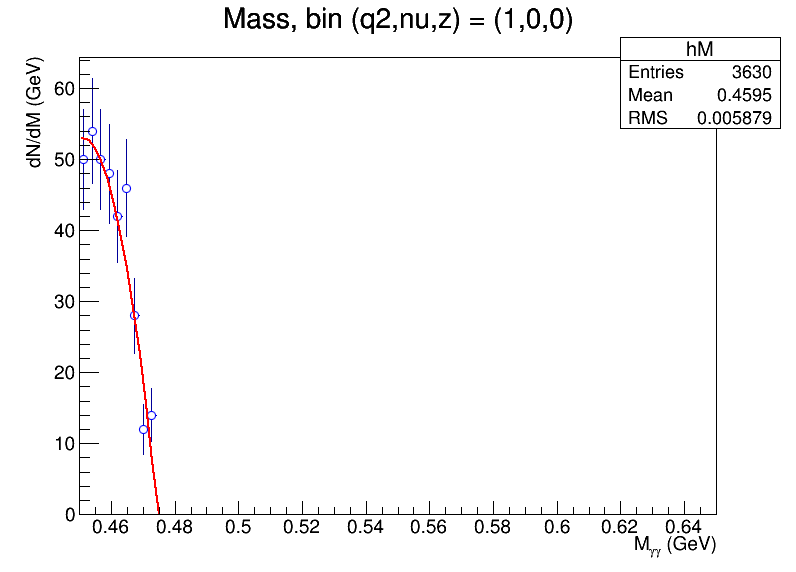 Mass, bin (q2,nu,z) = (1,0,0)
hM
Entries 3630
Mean 0.4595
RMS 0.005879
dN/dM (GeV)
60
50
40
30
20
10
0
0.46 0.48 0.5 0.52 0.54 0.56 0.58 0.6 0.62 0.64
Mγγ (GeV)